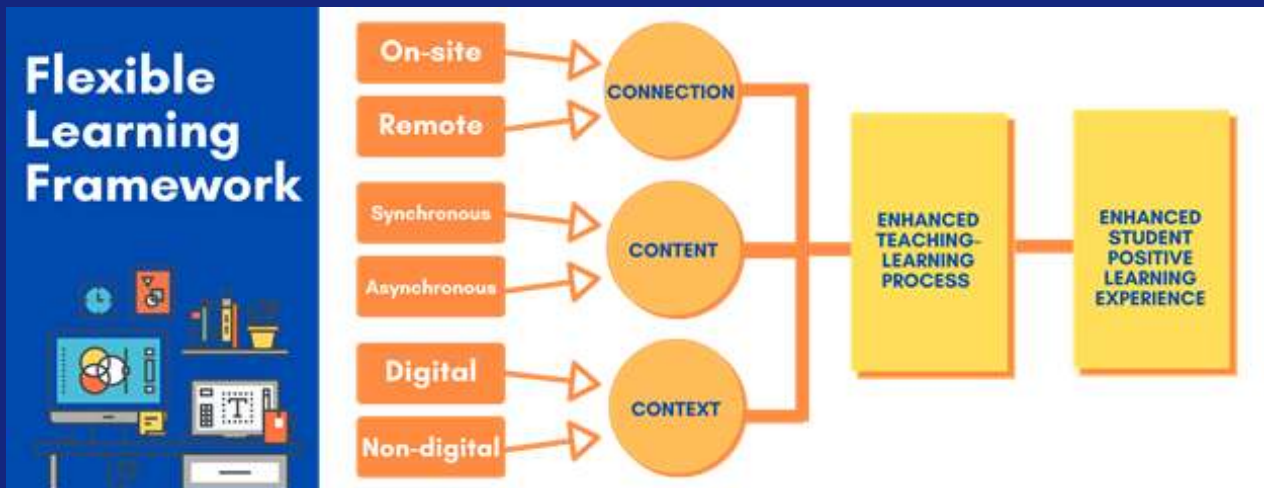 Flexible
Learning
Framework
On-site
Remote
CONNECTION
Synchronous
Asynchronous
CONTENT
Digital
Non-digital
CONTEXT
ENHANCED
TEACHING-
LEARNING
PROCESS
ENHANCED
STUDENT
POSITIVE
LEARNING
EXPERIENCE
T